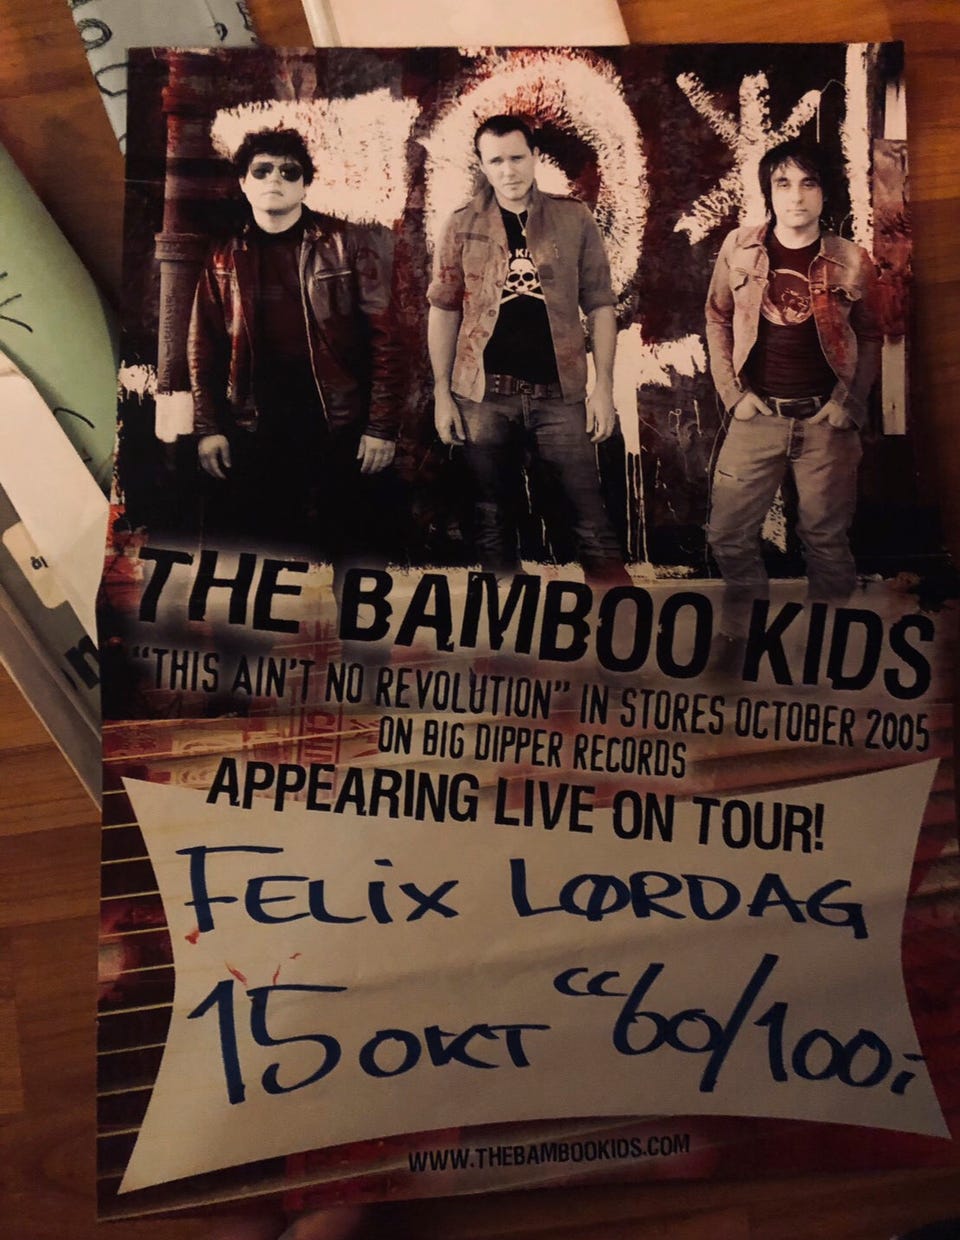 THE BAMBOO KIDS
"THIS AIN'T NO REVOLUTION" IN STORES OCTOBER 2005
ON BIG DIPPER RECORDS
APPEARING LIVE ON TOUR!
FELIX LØRDAG
15 OKT CC 60/100,-
WWW.THEBAMBOOKIDS.COM